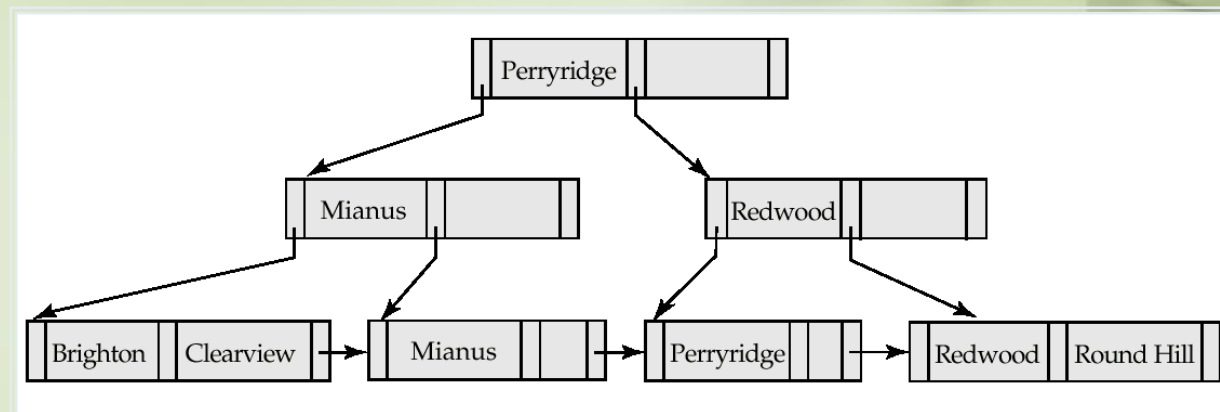 Perryridge
Mianus
Redwood
Brighton
Clearview
Mianus
Perryridge
Redwood
Round Hill